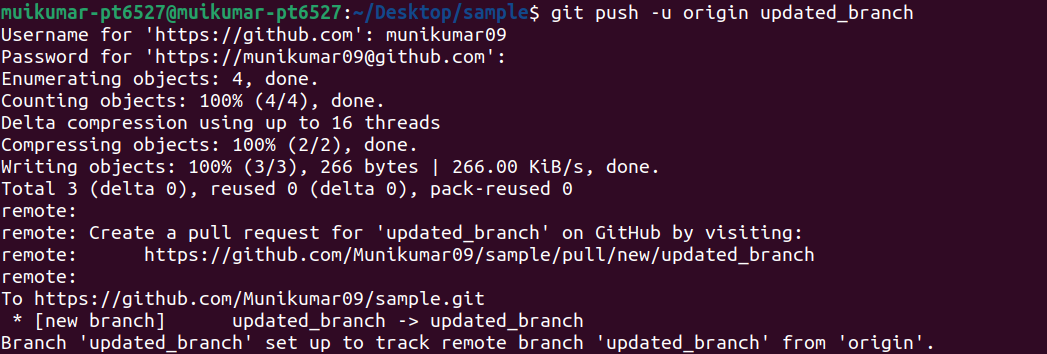 muikumar-pt6527@muikumar-pt6527:~/Desktop/sample$ git push -u origin updated_branch
Username for 'https://github.com': munikumar09
Password for 'https://munikumar09@github.com':
Enumerating objects: 4, done.
Counting objects: 100% (4/4), done.
Delta compression using up to 16 threads
Compressing objects: 100% (2/2), done.
Writing objects: 100% (3/3), 266 bytes | 266.00 KiB/s, done.
Total 3 (delta 0), reused 0 (delta 0), pack-reused 0
remote:
remote: Create a pull request for 'updated_branch' on GitHub by visiting:
remote:      https://github.com/Munikumar09/sample/pull/new/updated_branch
remote:
To https://github.com/Munikumar09/sample.git
 * [new branch]      updated_branch -> updated_branch
Branch 'updated_branch' set up to track remote branch 'updated_branch' from 'origin'.